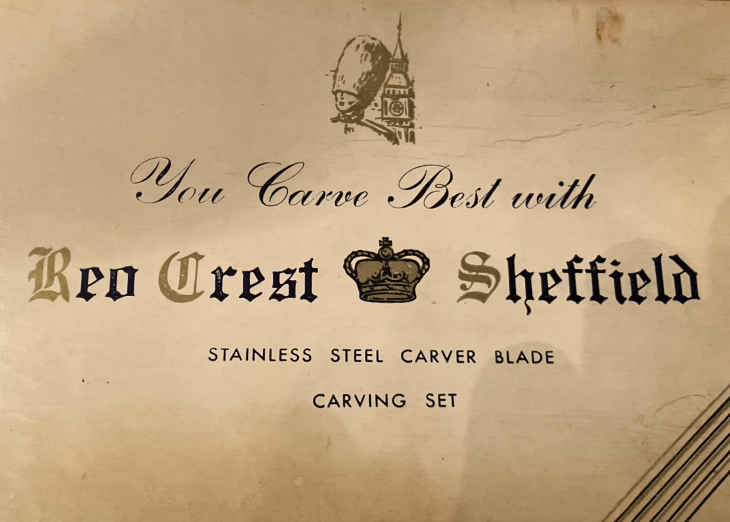 You Carve Best with
Reo Crest Sheffield
STAINLESS STEEL CARVER BLADE
CARVING SET